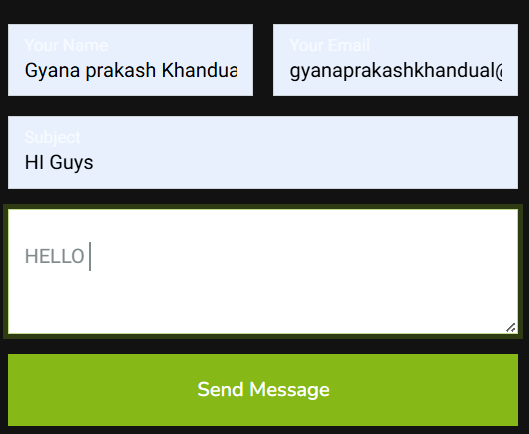 Your Name
Your Email
Gyana prakash Khandua
gyanaprakashkhandual@
Subject
HI Guys
HELLO
Send Message